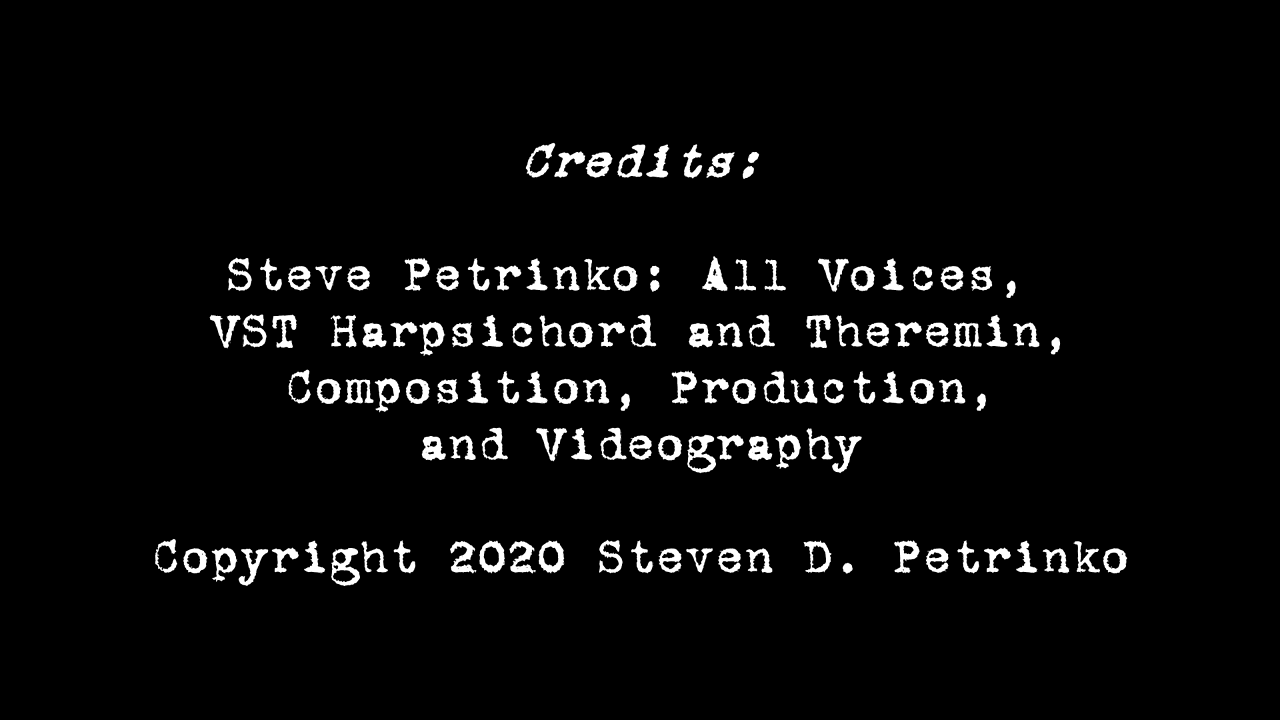 Credits:
Steve Petrinko: All Voices,
VST Harpsichord and Theremin,
Composition, Production,
and Videography
Copyright 2020 Steven D. Petrinko